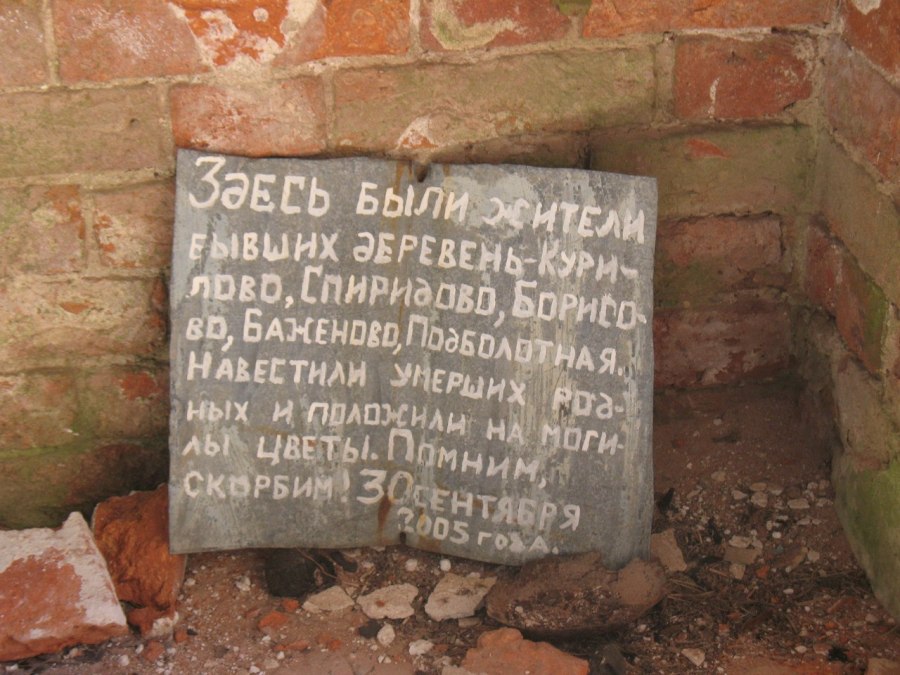 Здесь были жители
бывших деревень-Кури-
лово, Спиридово, Борисо-
во, Баженово, Подболотная.
Навестили умерших род-
ных и положили на моги-
лы цветы. Помним,
скорбим! 30 сентября
2005 года.